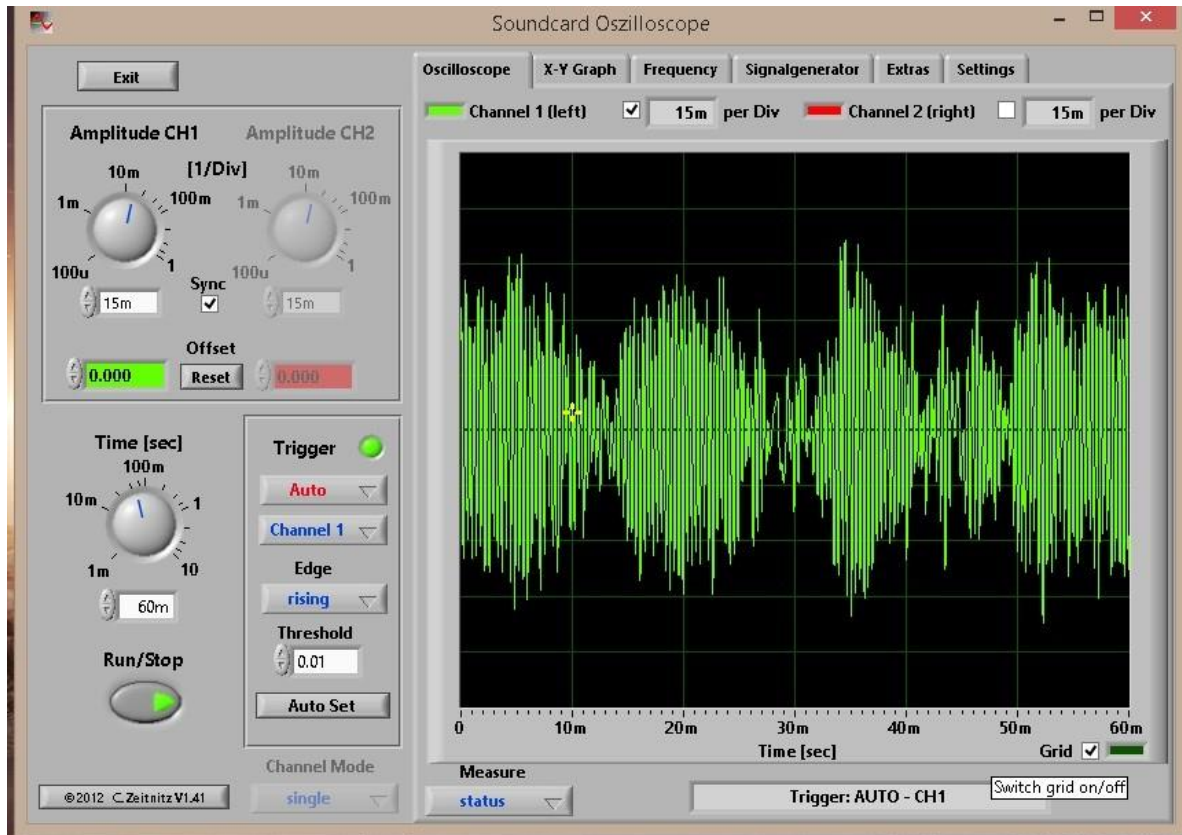 Soundcard Oszilloscope
Exit
Amplitude CH1
Amplitude CH2
[1/Div]
10m
100m
1m
100u
1
10m
100m
1m
100u
1
Sync
15m
15m
Offset
0.000
Reset
0.000
Time [sec]
100m
10m
1
1m
10
60m
Run/Stop
Trigger
Auto
Channel 1
Edge
rising
Threshold
0.01
Auto Set
Channel Mode
single
©2012 C.Zeitnitz V1.41
Oscilloscope X-Y Graph Frequency Signalgenerator Extras Settings
Channel 1 (left) 15m per Div Channel 2 (right) 15m per Div
0 10m 20m 30m 40m 50m 60m
Time [sec]
Grid
Measure
status
Trigger: AUTO - CH1
Switch grid on/off